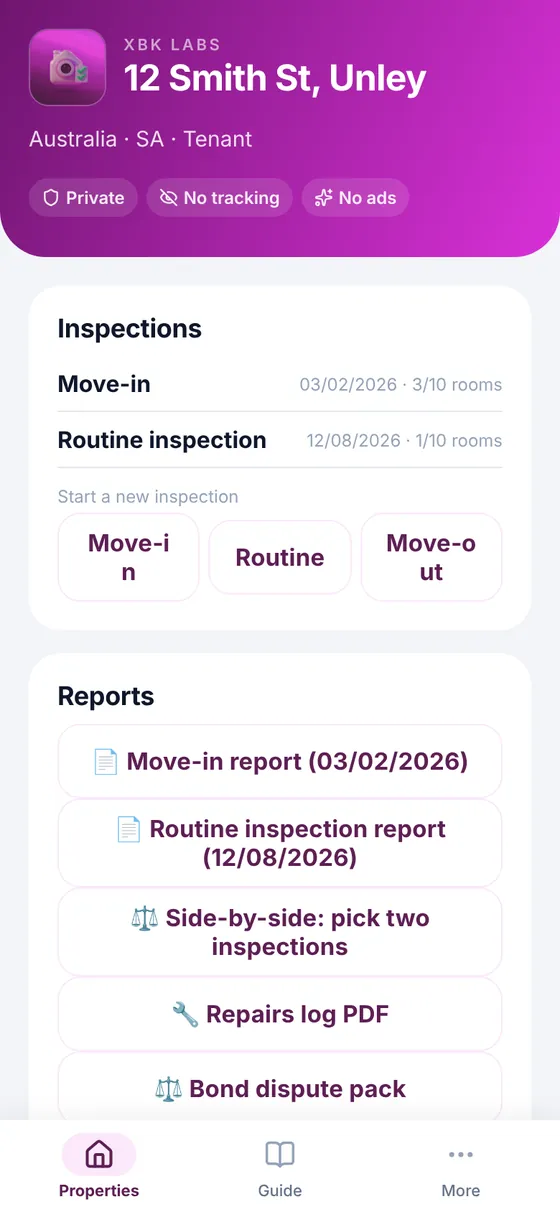 XBK LABS
12 Smith St, Unley
Australia · SA · Tenant
Private
No tracking
No ads
Inspections
Move-in
03/02/2026 · 3/10 rooms
Routine inspection
12/08/2026 · 1/10 rooms
Start a new inspection
Move-i
n
Routine
Move-o
ut
Reports
Move-in report (03/02/2026)
Routine inspection report
(12/08/2026)
Side-by-side: pick two
inspections
Repairs log PDF
Bond dispute pack
Properties
Guide
More